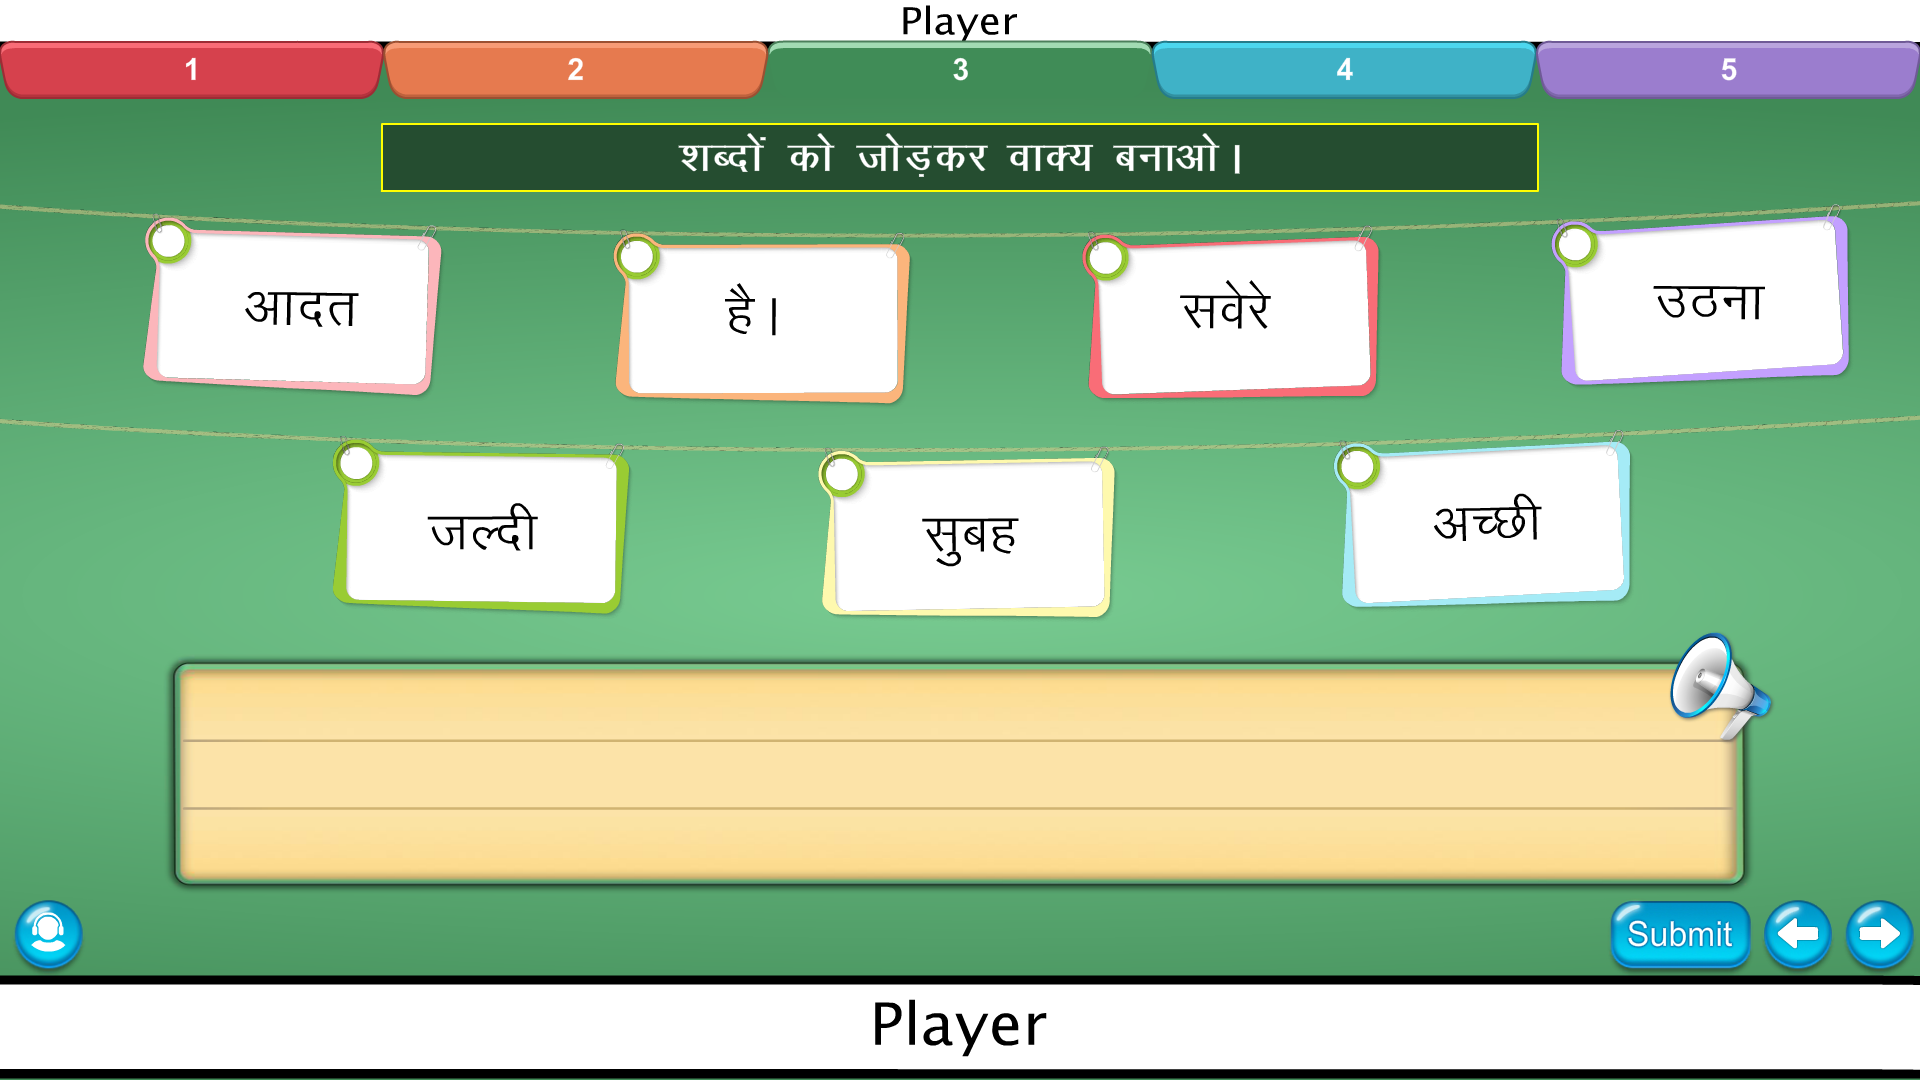 Player
1 2 3 4 5
शब्दों को जोड़कर वाक्य बनाओ।
आदत है। सवेरे उठना
जल्दी सुबह अच्छी
Submit
Player